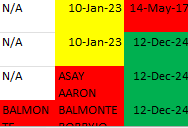 N/A 10-Jan-23 14-May-17
N/A 10-Jan-23 12-Dec-24
N/A ASAY 12-Dec-24
AARON
BALMON BALMONTE 12-Dec-24